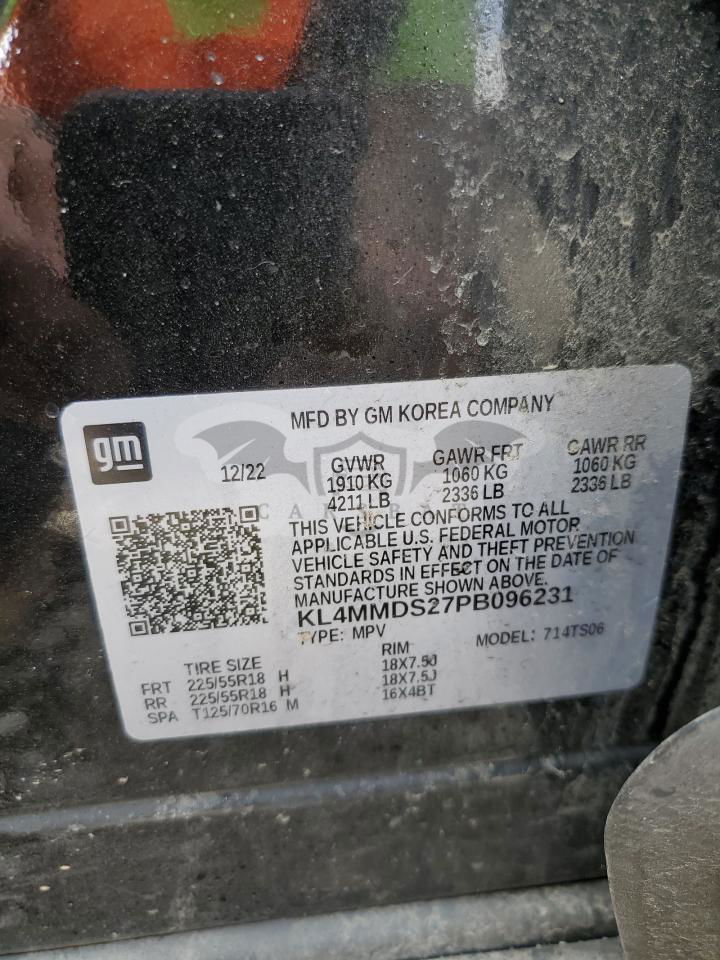 MFD BY GM KOREA COMPANY
gm
12/22
GVWR
1910 KG
4211 LB
GAWR FRT
1060 KG
2336 LB
GAWR RR
1060 KG
2336 LB
THIS VEHICLE CONFORMS TO ALL
APPLICABLE U.S. FEDERAL MOTOR
VEHICLE SAFETY AND THEFT PREVENTION
STANDARDS IN EFFECT ON THE DATE OF
MANUFACTURE SHOWN ABOVE.
KL4MMDS27PB096231
TYPE: MPV
MODEL: 714TS06
TIRE SIZE
RIM
FRT 225/55R18 H 18X7.5J
RR 225/55R18 H 18X7.5J
SPA T125/70R16 M 16X4BT